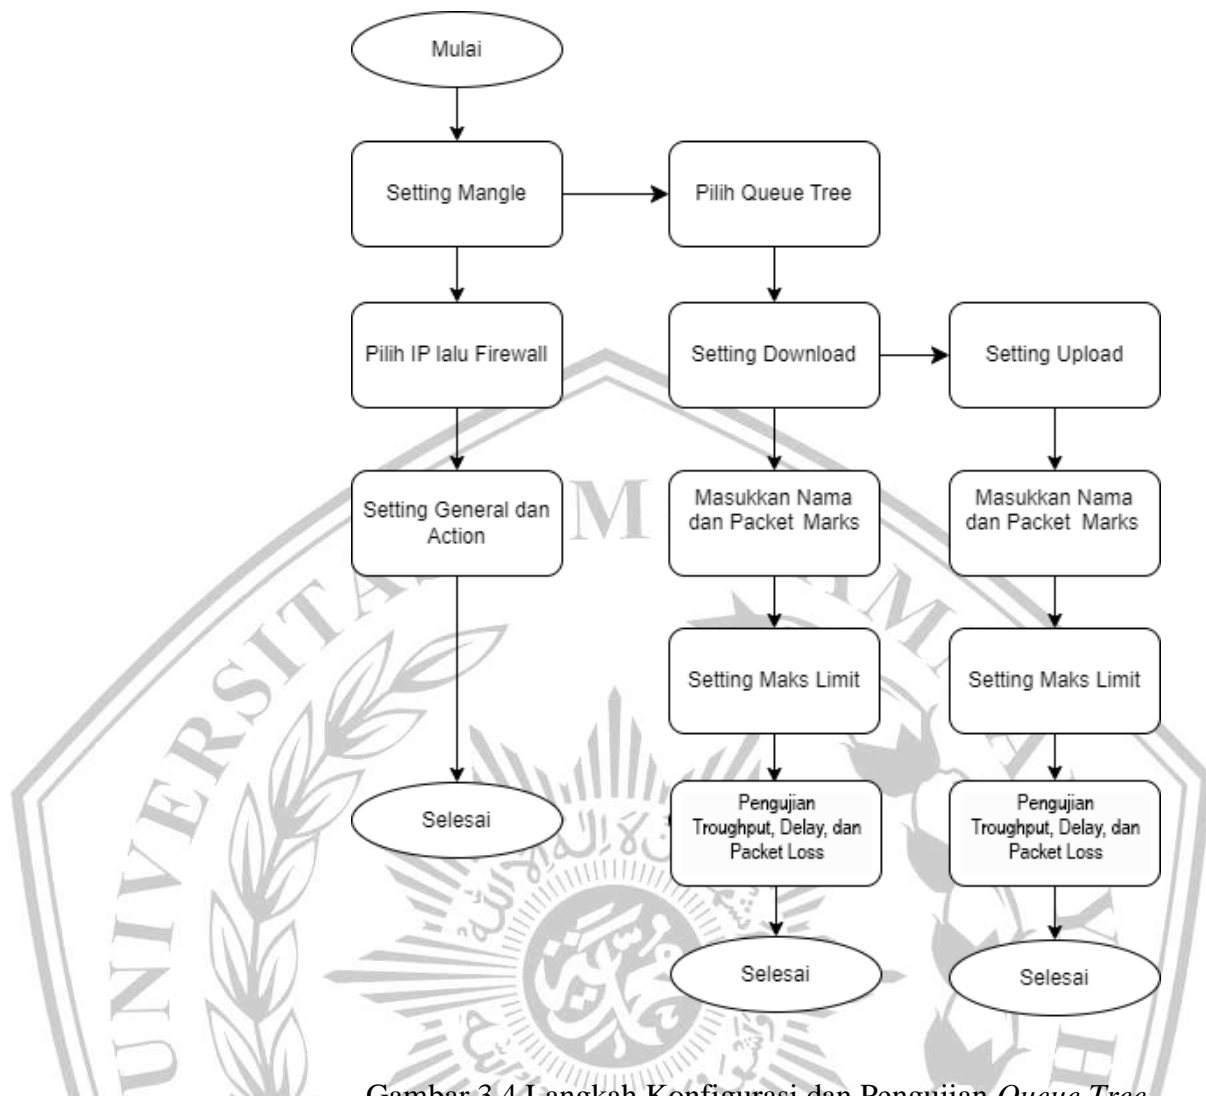 Mulai
Setting Mangle
Pilih Queue Tree
Pilih IP lalu Firewall
Setting Download
Setting Upload
Setting General dan
Action
Masukkan Nama
dan Packet Marks
Masukkan Nama
dan Packet Marks
Setting Maks Limit
Setting Maks Limit
Pengujian
Troughput, Delay, dan
Packet Loss
Pengujian
Troughput, Delay, dan
Packet Loss
Selesai
Selesai
Selesai
Gambar 3.4 Langkah Konfigurasi dan Pengujian Queue Tree